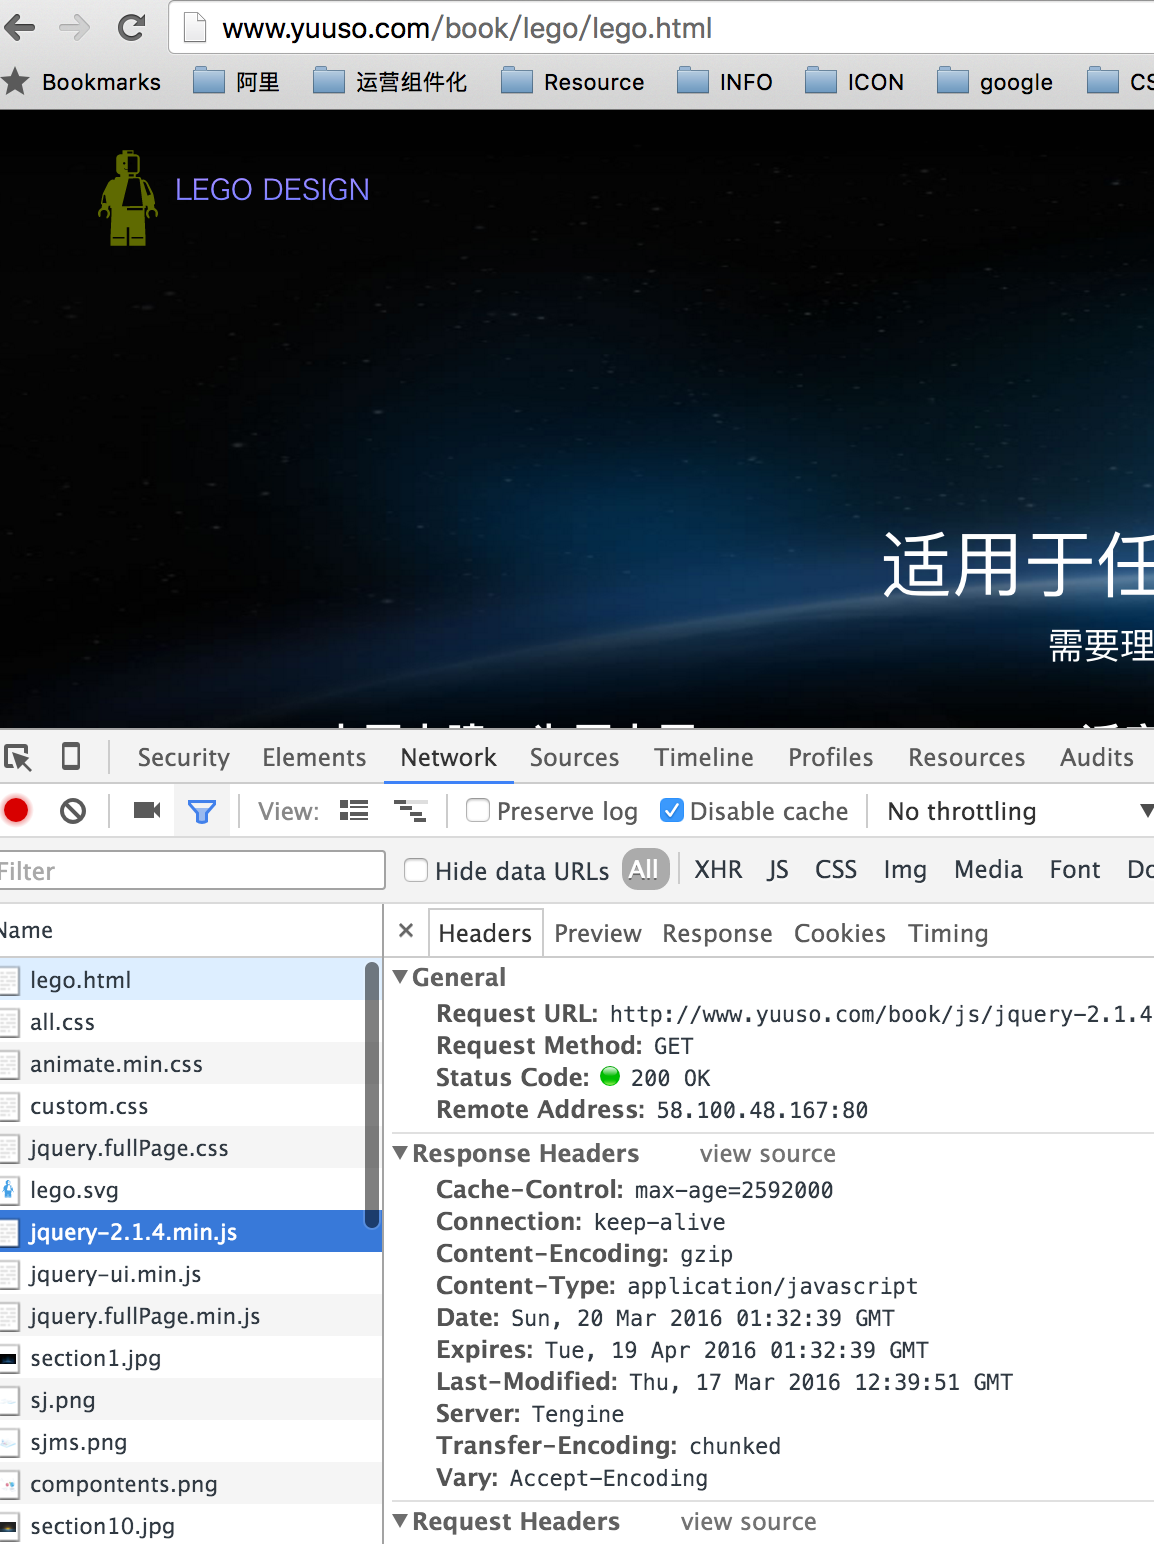 www.yuuso.com/book/lego/lego.html
Bookmarks 阿里 运营组件化 Resource INFO ICON google CS
LEGO DESIGN
适用于任
需要理
Security Elements Network Sources Timeline Profiles Resources Audits
View: Preserve log Disable cache No throttling
Filter Hide data URLs All XHR JS CSS Img Media Font Do
Name
× Headers Preview Response Cookies Timing
lego.html
all.css
animate.min.css
custom.css
jquery.fullPage.css
lego.svg
jquery-2.1.4.min.js
jquery-ui.min.js
jquery.fullPage.min.js
section1.jpg
sj.png
sjms.png
compontents.png
section10.jpg
General
Request URL: http://www.yuuso.com/book/js/jquery-2.1.4
Request Method: GET
Status Code: 200 OK
Remote Address: 58.100.48.167:80
Response Headers view source
Cache-Control: max-age=2592000
Connection: keep-alive
Content-Encoding: gzip
Content-Type: application/javascript
Date: Sun, 20 Mar 2016 01:32:39 GMT
Expires: Tue, 19 Apr 2016 01:32:39 GMT
Last-Modified: Thu, 17 Mar 2016 12:39:51 GMT
Server: Tengine
Transfer-Encoding: chunked
Vary: Accept-Encoding
Request Headers view source